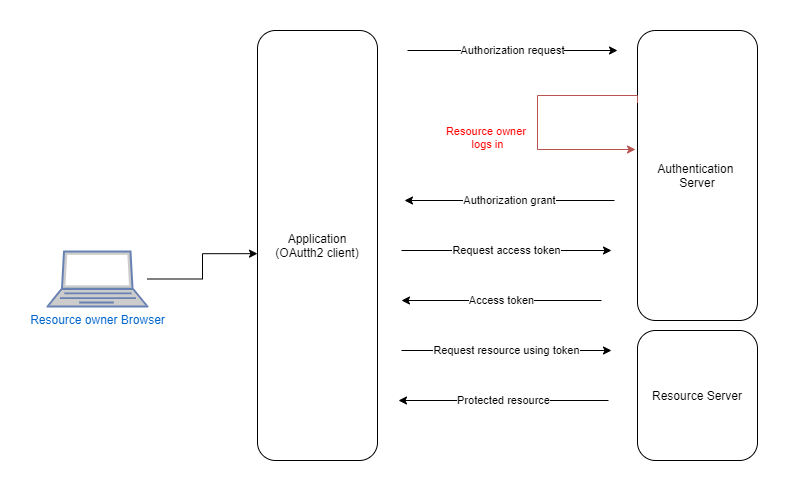 Authorization request
Resource owner
logs in
Authentication
Server
Authorization grant
Application
(OAutth2 client)
Request access token
Access token
Resource owner Browser
Request resource using token
Resource Server
Protected resource